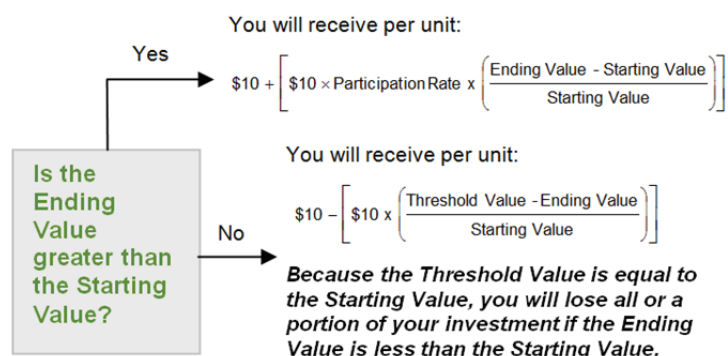 You will receive per unit:
Yes
$10 + [ $10 × Participation Rate x ( Ending Value - Starting Value
Starting Value ) ]
You will receive per unit:
Is the
Ending
Value
greater than
the Starting
Value?
$10 – [ $10 x ( Threshold Value - Ending Value
Starting Value ) ]
No
Because the Threshold Value is equal to
the Starting Value, you will lose all or a
portion of your investment if the Ending
Value is less than the Starting Value.